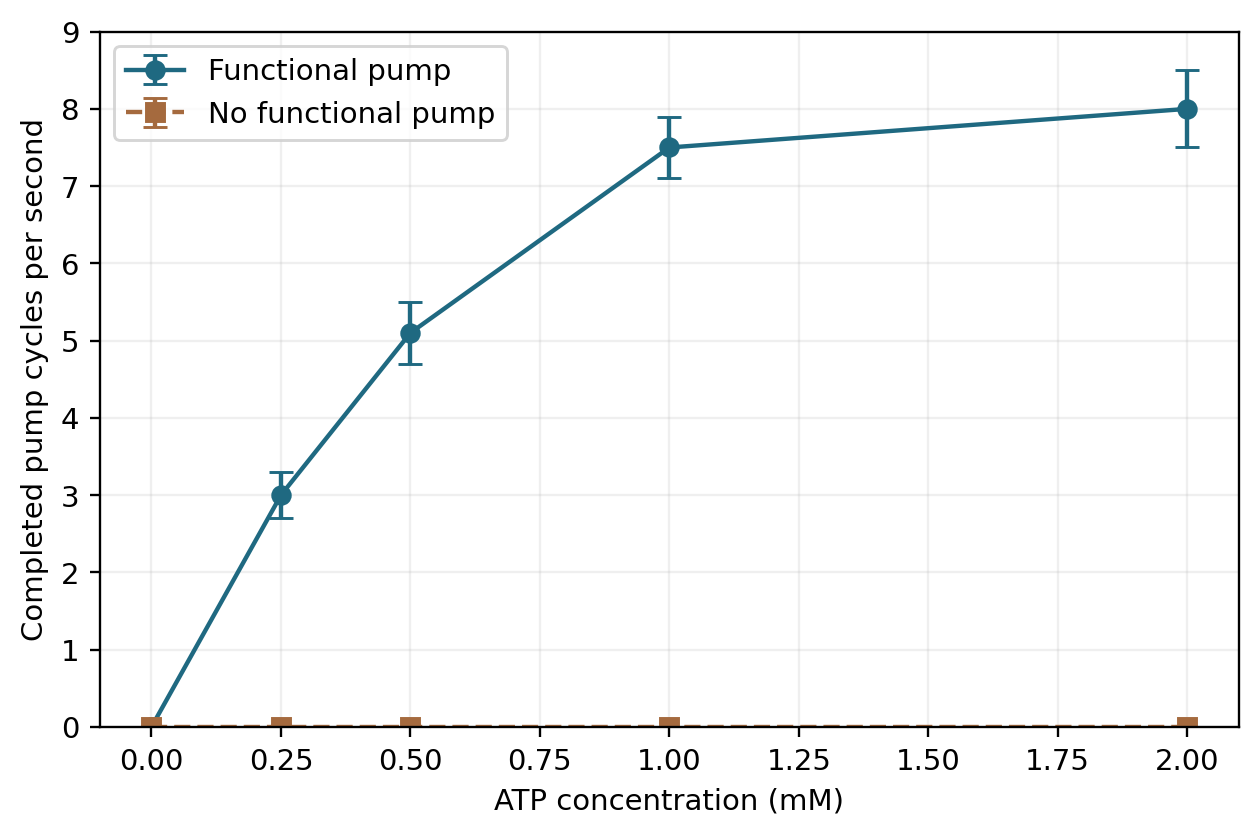 Functional pump
No functional pump
Completed pump cycles per second
9
8
7
6
5
4
3
2
1
0
0.00 0.25 0.50 0.75 1.00 1.25 1.50 1.75 2.00
ATP concentration (mM)